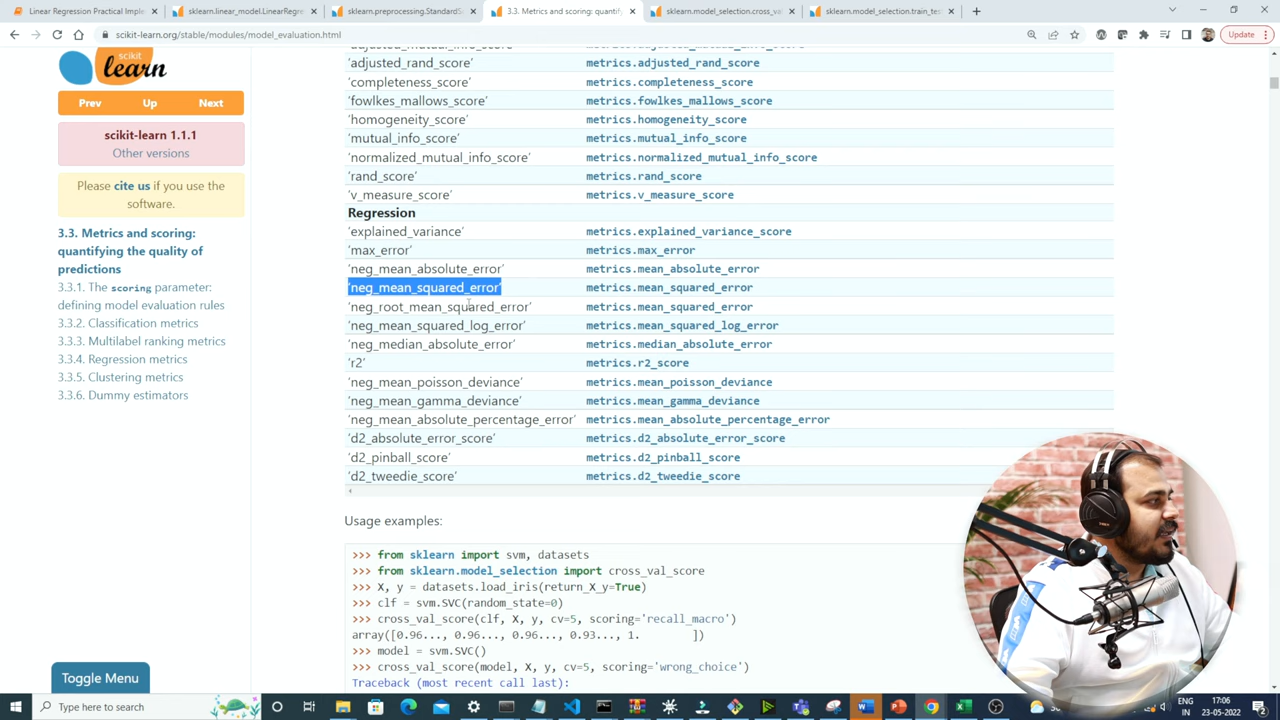 Linear Regression Practical Imple
sklearn.linear_model.LinearRegre
sklearn.preprocessing.StandardS
3.3. Metrics and scoring: quantify
sklearn.model_selection.cross_va
sklearn.model_selection.train_tes
scikit-learn.org/stable/modules/model_evaluation.html
Update
scikit
learn
Prev Up Next
scikit-learn 1.1.1
Other versions
Please cite us if you use the
software.
3.3. Metrics and scoring:
quantifying the quality of
predictions
3.3.1. The scoring parameter:
defining model evaluation rules
3.3.2. Classification metrics
3.3.3. Multilabel ranking metrics
3.3.4. Regression metrics
3.3.5. Clustering metrics
3.3.6. Dummy estimators
Toggle Menu
'adjusted_mutual_info_score' metrics.adjusted_mutual_info_score
'adjusted_rand_score' metrics.adjusted_rand_score
'completeness_score' metrics.completeness_score
'fowlkes_mallows_score' metrics.fowlkes_mallows_score
'homogeneity_score' metrics.homogeneity_score
'mutual_info_score' metrics.mutual_info_score
'normalized_mutual_info_score' metrics.normalized_mutual_info_score
'rand_score' metrics.rand_score
'v_measure_score' metrics.v_measure_score
Regression
'explained_variance' metrics.explained_variance_score
'max_error' metrics.max_error
'neg_mean_absolute_error' metrics.mean_absolute_error
'neg_mean_squared_error' metrics.mean_squared_error
'neg_root_mean_squared_error' metrics.mean_squared_error
'neg_mean_squared_log_error' metrics.mean_squared_log_error
'neg_median_absolute_error' metrics.median_absolute_error
'r2' metrics.r2_score
'neg_mean_poisson_deviance' metrics.mean_poisson_deviance
'neg_mean_gamma_deviance' metrics.mean_gamma_deviance
'neg_mean_absolute_percentage_error' metrics.mean_absolute_percentage_error
'd2_absolute_error_score' metrics.d2_absolute_error_score
'd2_pinball_score' metrics.d2_pinball_score
'd2_tweedie_score' metrics.d2_tweedie_score
Usage examples:
>>> from sklearn import svm, datasets
>>> from sklearn.model_selection import cross_val_score
>>> X, y = datasets.load_iris(return_X_y=True)
>>> clf = svm.SVC(random_state=0)
>>> cross_val_score(clf, X, y, cv=5, scoring='recall_macro')
array([0.96..., 0.96..., 0.96..., 0.93..., 1. ])
>>> model = svm.SVC()
>>> cross_val_score(model, X, y, cv=5, scoring='wrong_choice')
Traceback (most recent call last):
Type here to search
ENG
IN
17:06
23-05-2022
2